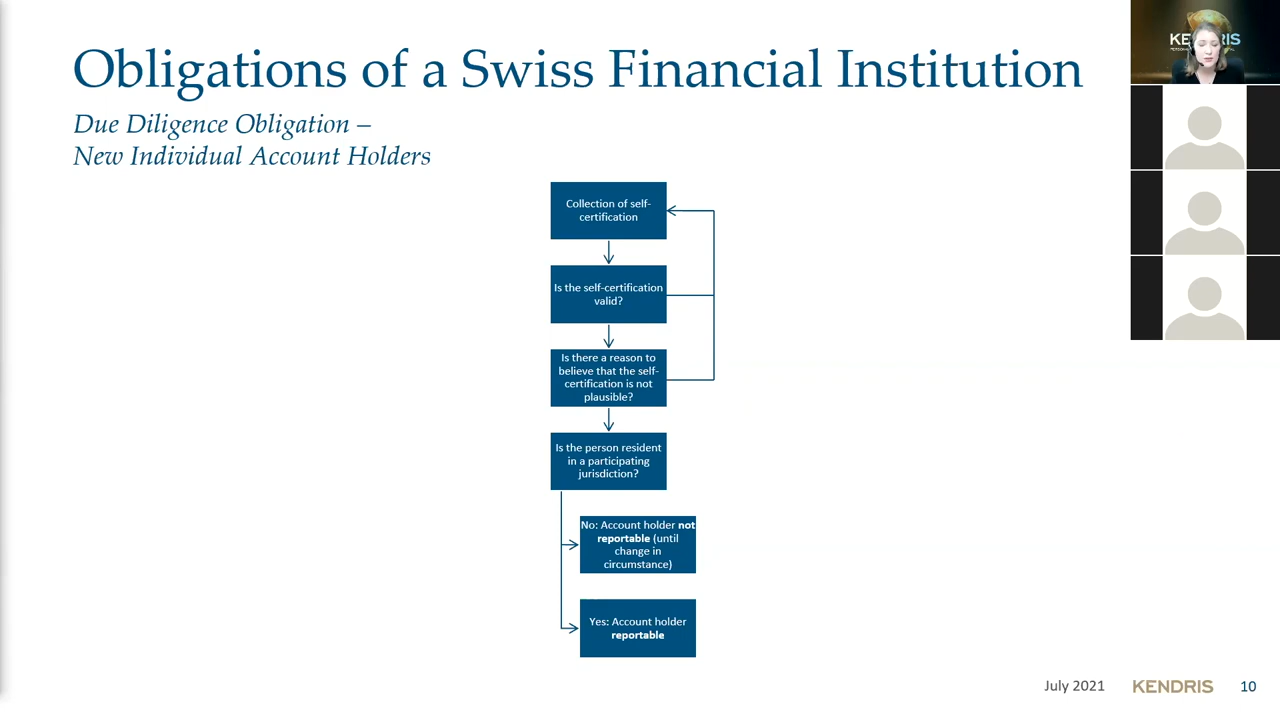 Obligations of a Swiss Financial Institution
Due Diligence Obligation –
New Individual Account Holders
Collection of self-
certification
Is the self-certification
valid?
Is there a reason to
believe that the self-
certification is not
plausible?
Is the person resident
in a participating
jurisdiction?
No: Account holder not
reportable (until
change in
circumstance)
Yes: Account holder
reportable
July 2021
KENDRIS
10